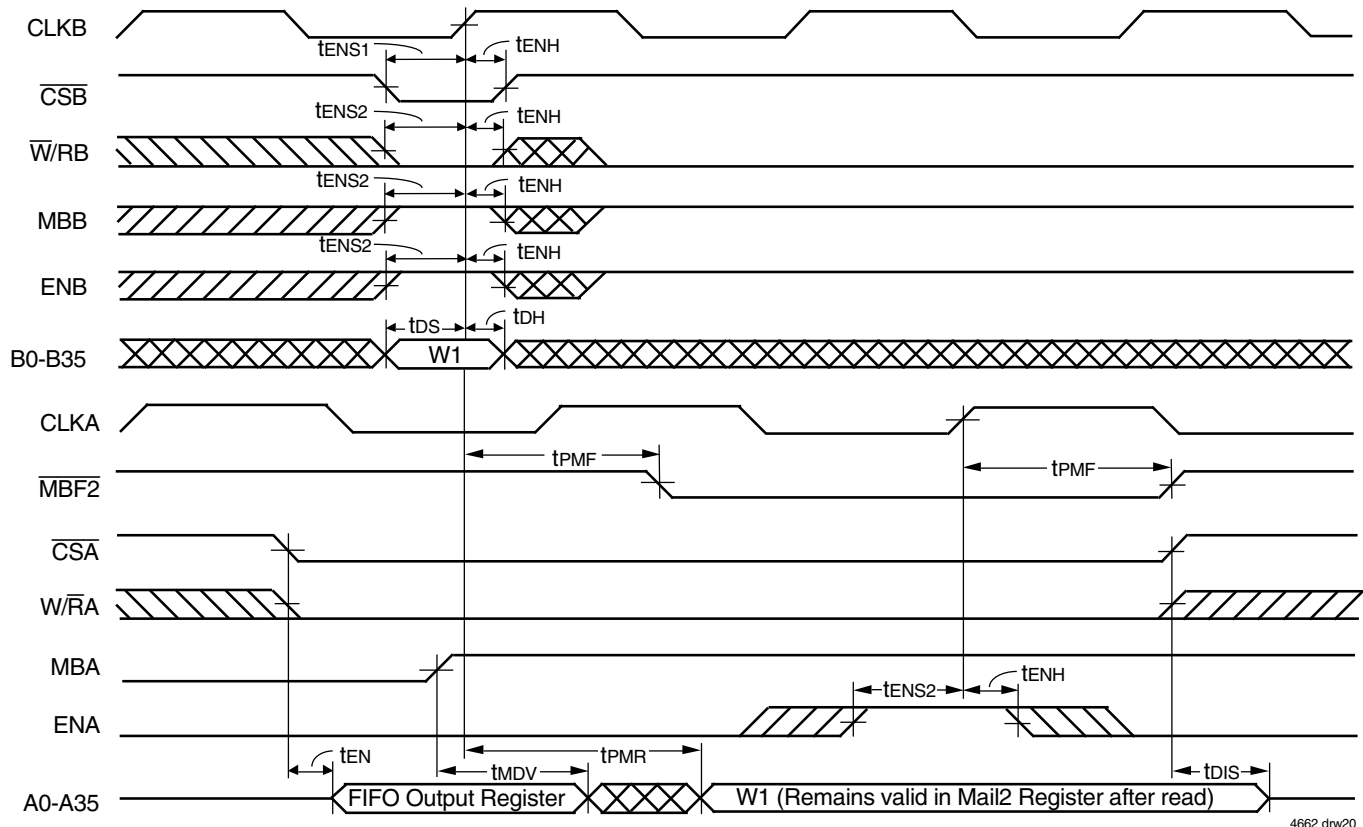 CLKB
tENS1 tENH
CSB
tENS2 tENH
W/RB
tENS2 tENH
MBB
tENS2 tENH
ENB
tDS tDH
B0-B35 W1
CLKA
tPMF tPMF
MBF2
CSA
W/RA
MBA
tENS2 tENH
ENA
tEN tMDV tPMR tDIS
A0-A35 FIFO Output Register W1 (Remains valid in Mail2 Register after read)
4662 drw20